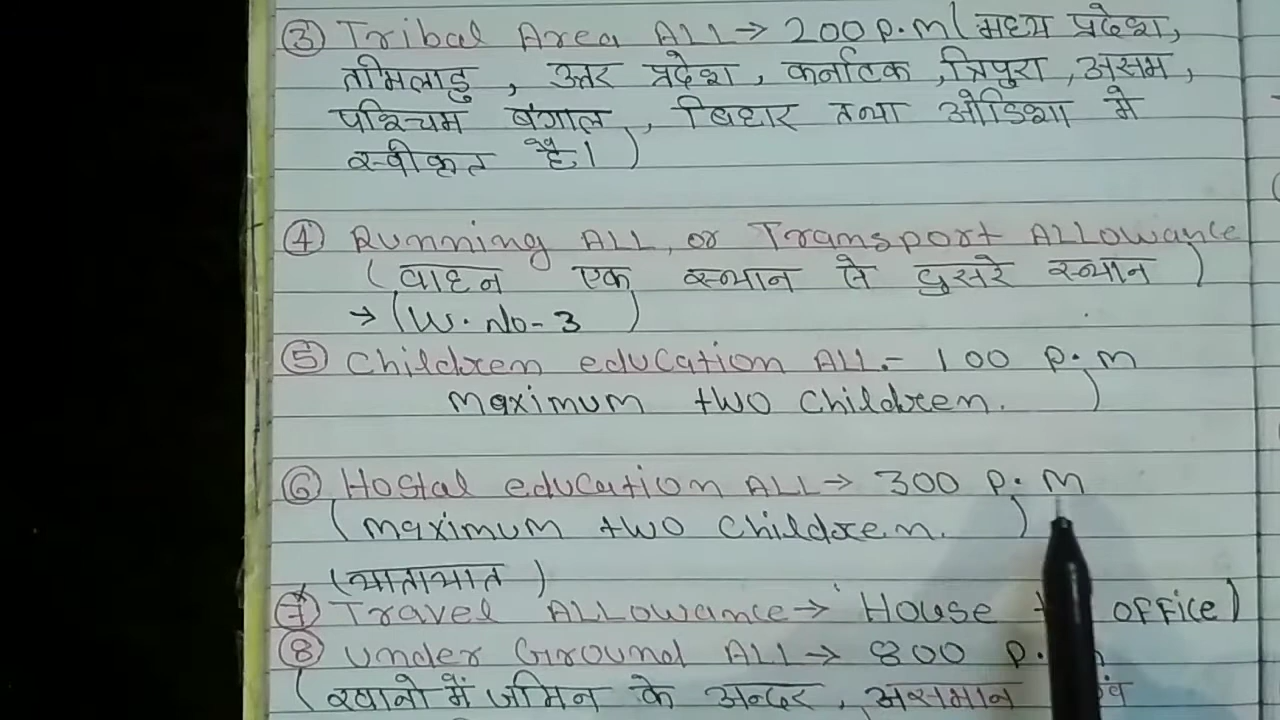 ③ Tribal Area ALL → 200 P.M ( मध्य प्रदेश,
तमिलाडु , उत्तर प्रदेश , कर्नाटक , त्रिपुरा , असम ,
पश्चिम बंगाल , बिहार तथा ओडिशा मे
स्वीकृत है। )
④ Running ALL, or Transport ALLOwance
( वाहन एक स्थान से दुसरे स्थान )
→ (W. No-3 )
⑤ Children education ALL.- 100 P.M
maximum two children. )
⑥ Hostal education ALL → 300 P.M
(maximum two children. )
(यातायात )
⑦ Travel ALLOwance → House office)
⑧ Under Ground ALL → 800 P.
( खानो में जमिन के अन्दर , असमान